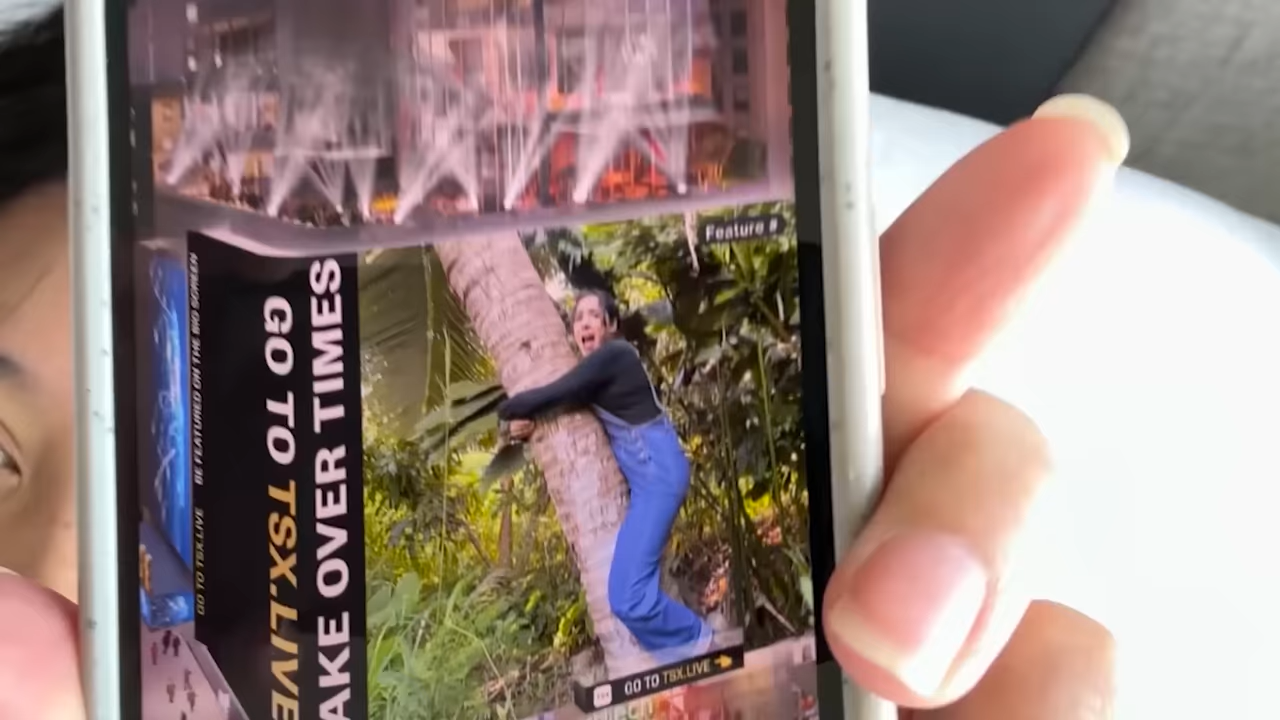 Feature #
GO TO TSX.LIVE BE FEATURED ON THE BIG SCREEN
GO TO TSX.LIVE
AKE OVER TIMES
GO TO TSX.LIVE